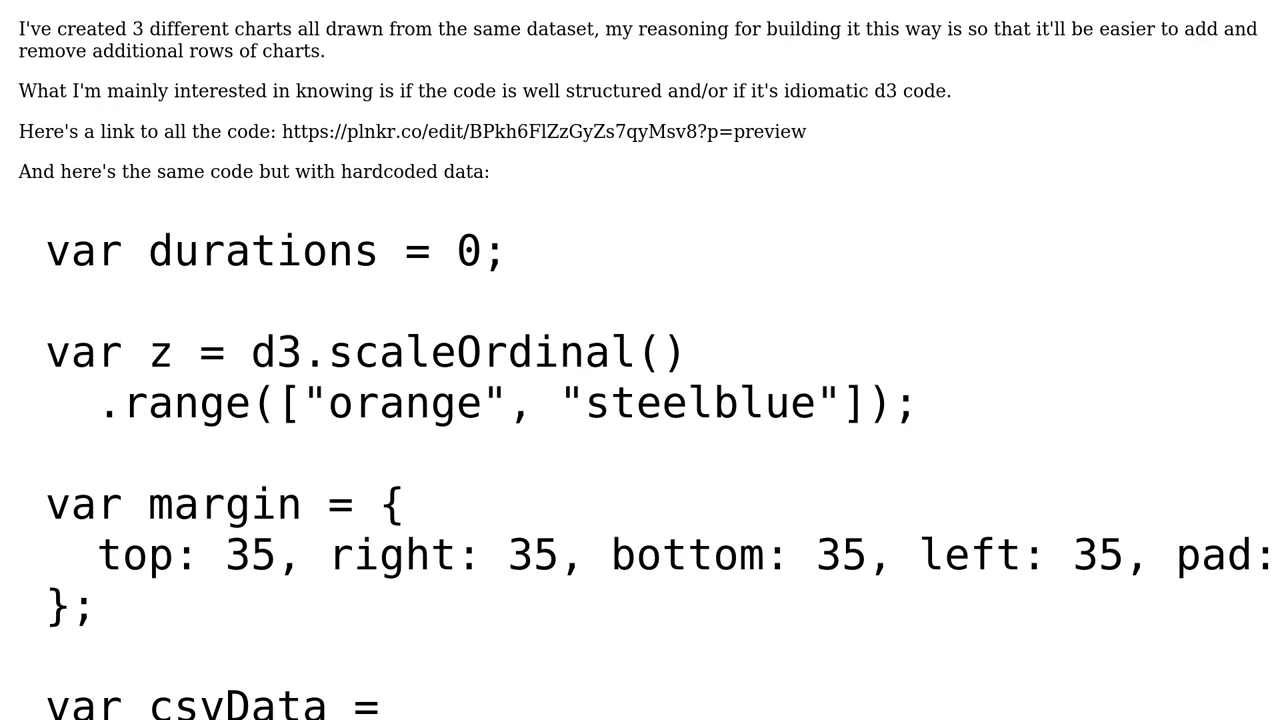 I've created 3 different charts all drawn from the same dataset, my reasoning for building it this way is so that it'll be easier to add and
remove additional rows of charts.
What I'm mainly interested in knowing is if the code is well structured and/or if it's idiomatic d3 code.
Here's a link to all the code: https://plnkr.co/edit/BPkh6FlZzGyZs7qyMsv8?p=preview
And here's the same code but with hardcoded data:
var durations = 0;
var z = d3.scaleOrdinal()
  .range(["orange", "steelblue"]);
var margin = {
  top: 35, right: 35, bottom: 35, left: 35, pad:
};
var csvData =